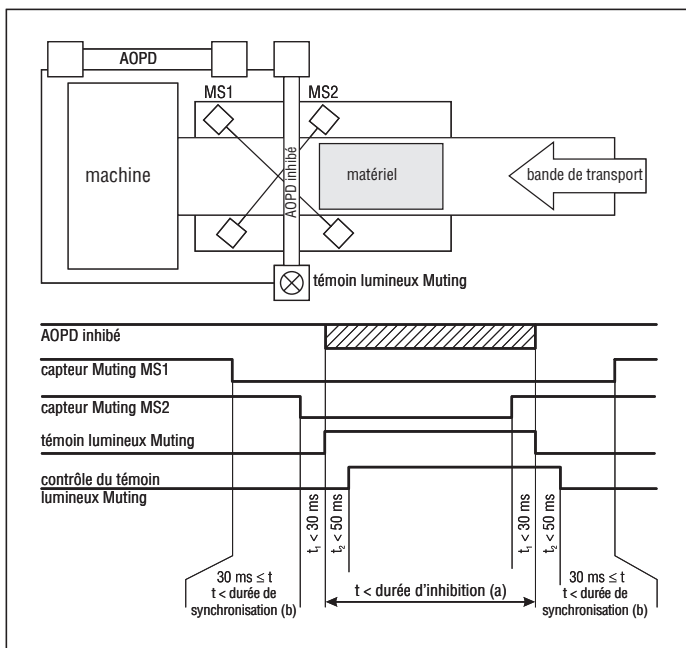 AOPD
MS1
MS2
machine
AOPD inhibé
matériel
bande de transport
témoin lumineux Muting
AOPD inhibé
capteur Muting MS1
capteur Muting MS2
témoin lumineux Muting
contrôle du témoin
lumineux Muting
t₁ < 30 ms
t₂ < 50 ms
t₁ < 30 ms
t₂ < 50 ms
30 ms ≤ t
t < durée de
synchronisation (b)
t < durée d'inhibition (a)
30 ms ≤ t
t < durée de
synchronisation (b)